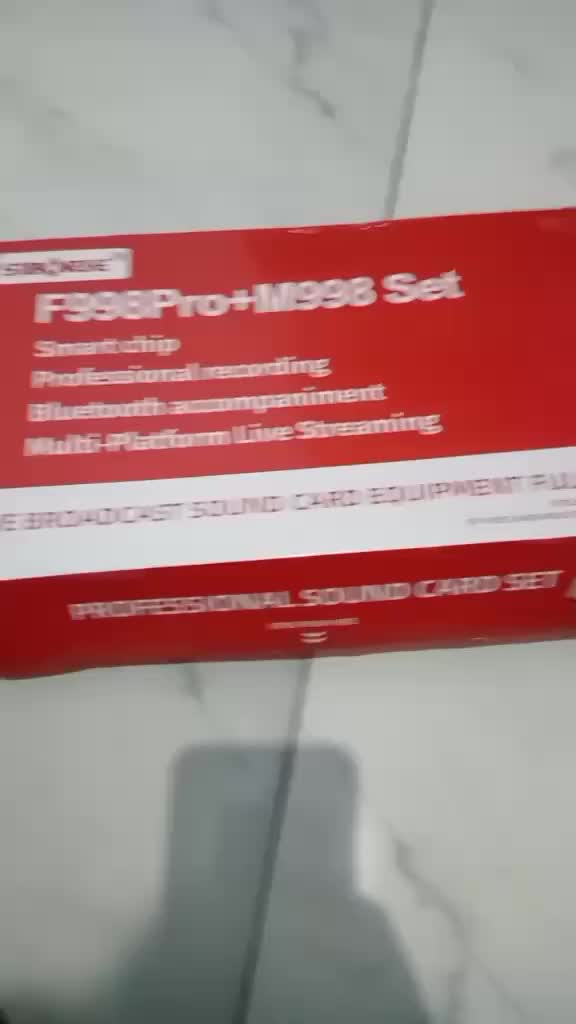 F998Pro+M998 Set
Smart chip
Professional recording
Bluetooth accompaniment
Multi-Platform Live Streaming
BROADCAST SOUND CARD EQUIPMENT
PROFESSIONAL SOUND CARD SET